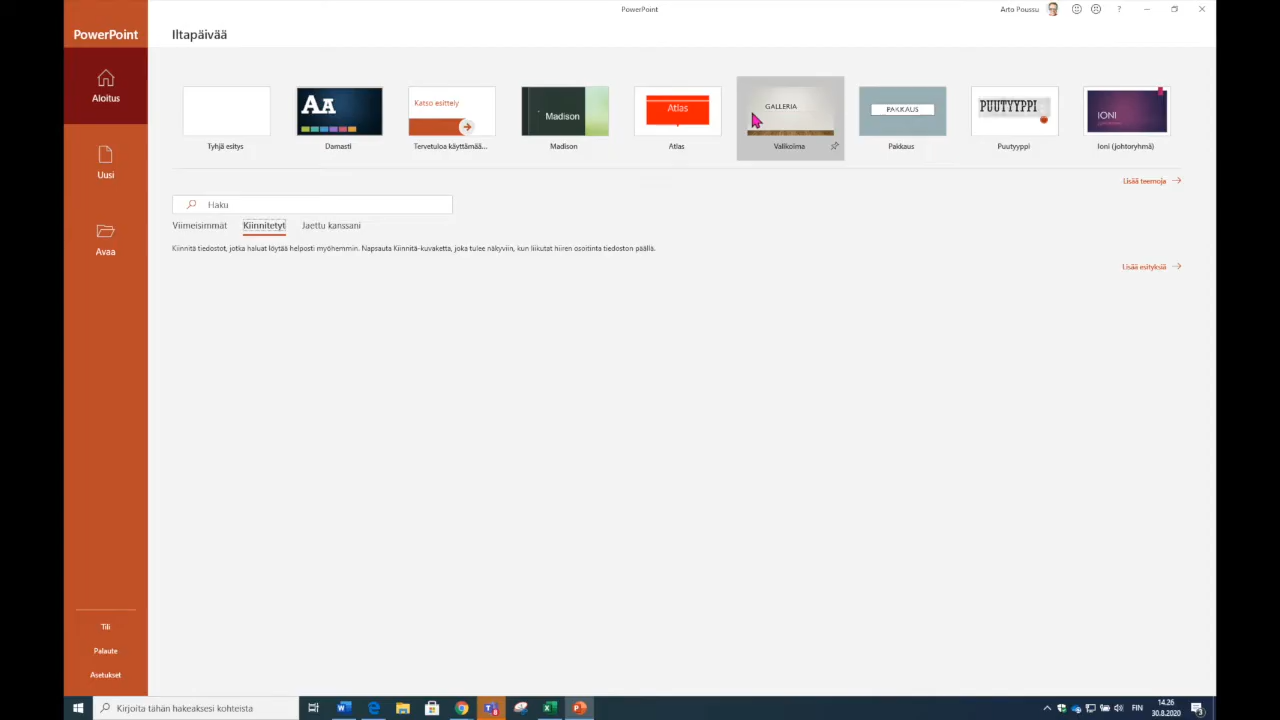 PowerPoint
Arto Poussu
?
PowerPoint
Iltapäivää
Aloitus
Uusi
Avaa
Tili
Palaute
Asetukset
Tyhjä esitys
Aa
Damasti
Katso esittely
Tervetuloa käyttämää...
Madison
Madison
Atlas
Atlas
GALLERIA
Valikoima
PAKKAUS
Pakkaus
PUUTYYPPI
Puutyyppi
IONI
Ioni (johtoryhmä)
Lisää teemoja
Haku
Viimeisimmät Kiinnitetyt Jaettu kanssani
Kiinnitä tiedostot, jotka haluat löytää helposti myöhemmin. Napsauta Kiinnitä-kuvaketta, joka tulee näkyviin, kun liikutat hiiren osoitinta tiedoston päällä.
Lisää esityksiä
Kirjoita tähän hakeaksesi kohteista
FIN
14.26
30.8.2020